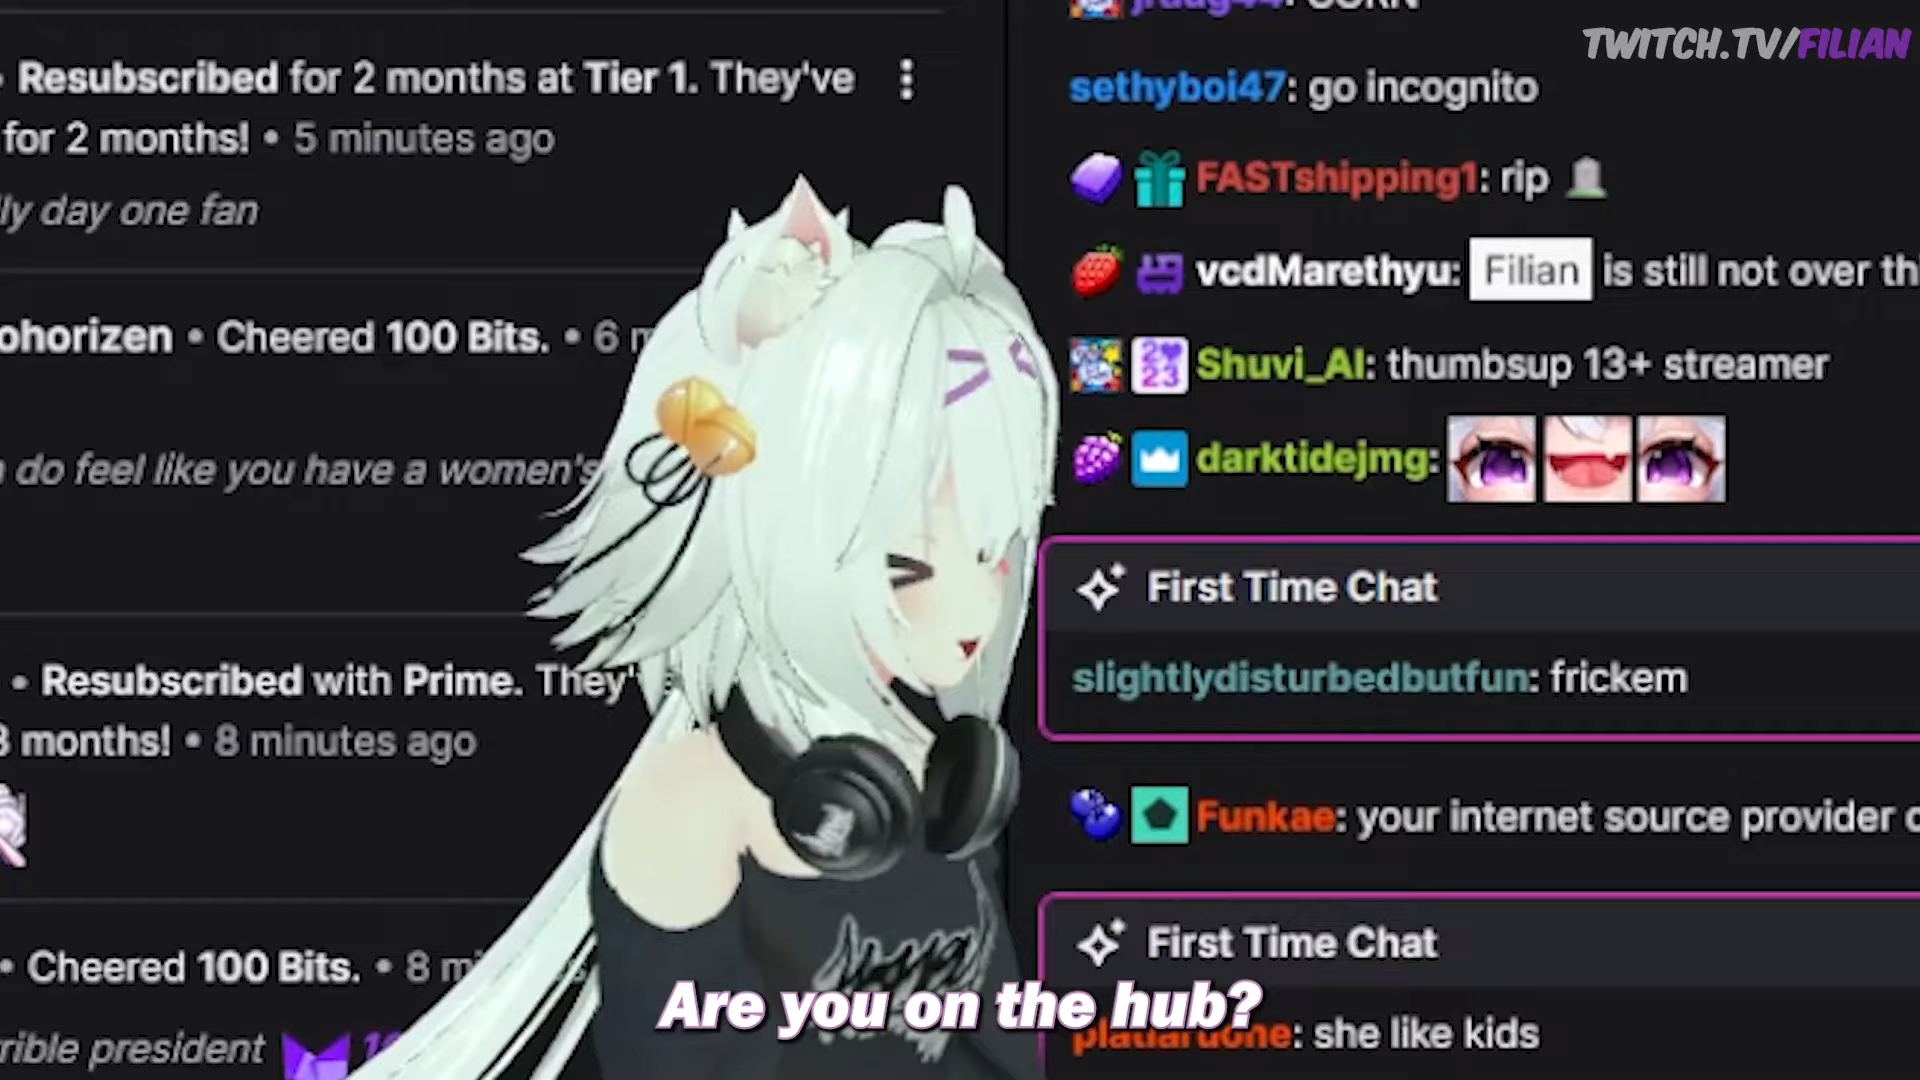 TWITCH.TV/FILIAN
Resubscribed for 2 months at Tier 1. They've
for 2 months! • 5 minutes ago
day one fan
• Cheered 100 Bits. • 6
do feel like you have a women's
• Resubscribed with Prime.
months! • 8 minutes ago
• Cheered 100 Bits. • 8
president
CORN
sethyboi47: go incognito
FASTshipping1: rip
vcdMarethyu: Filian is still not over
23
Shuvi_AI: thumbsup 13+ streamer
darktidejmg:
First Time Chat
slightlydisturbedbutfun: frickem
Funkae: your internet source provider
First Time Chat
: she like kids
Are you on the hub?